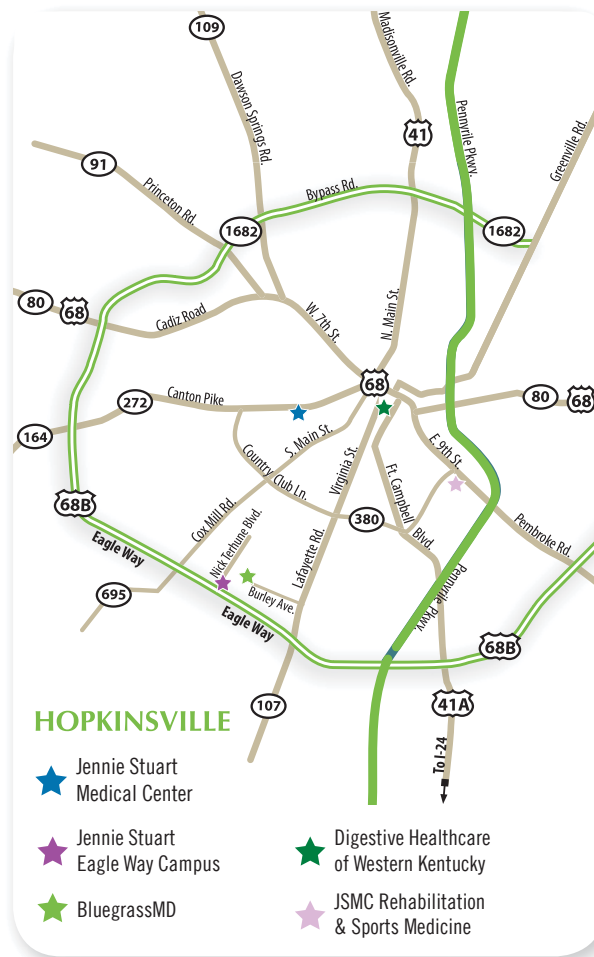 109
Dawson Springs Rd.
Madisonville Rd.
41
Pennyrile Pkwy.
Greenville Rd.
91
Princeton Rd.
1682
Bypass Rd.
1682
80
68
Cadiz Road
W. 7th St.
N. Main St.
68
272
Canton Pike
80
68
164
S. Main St.
Country Club Ln.
Virginia St.
E. 9th St.
Ft. Campbell
Blvd.
68B
Cox Mill Rd.
380
Pembroke Rd.
Eagle Way
Nick Terhune Blvd.
Lafayette Rd.
Pennyrile Pkwy.
695
Burley Ave.
Eagle Way
68B
107
41A
To I-24
HOPKINSVILLE
Jennie Stuart
Medical Center
Jennie Stuart
Eagle Way Campus
BluegrassMD
Digestive Healthcare
of Western Kentucky
JSMC Rehabilitation
& Sports Medicine